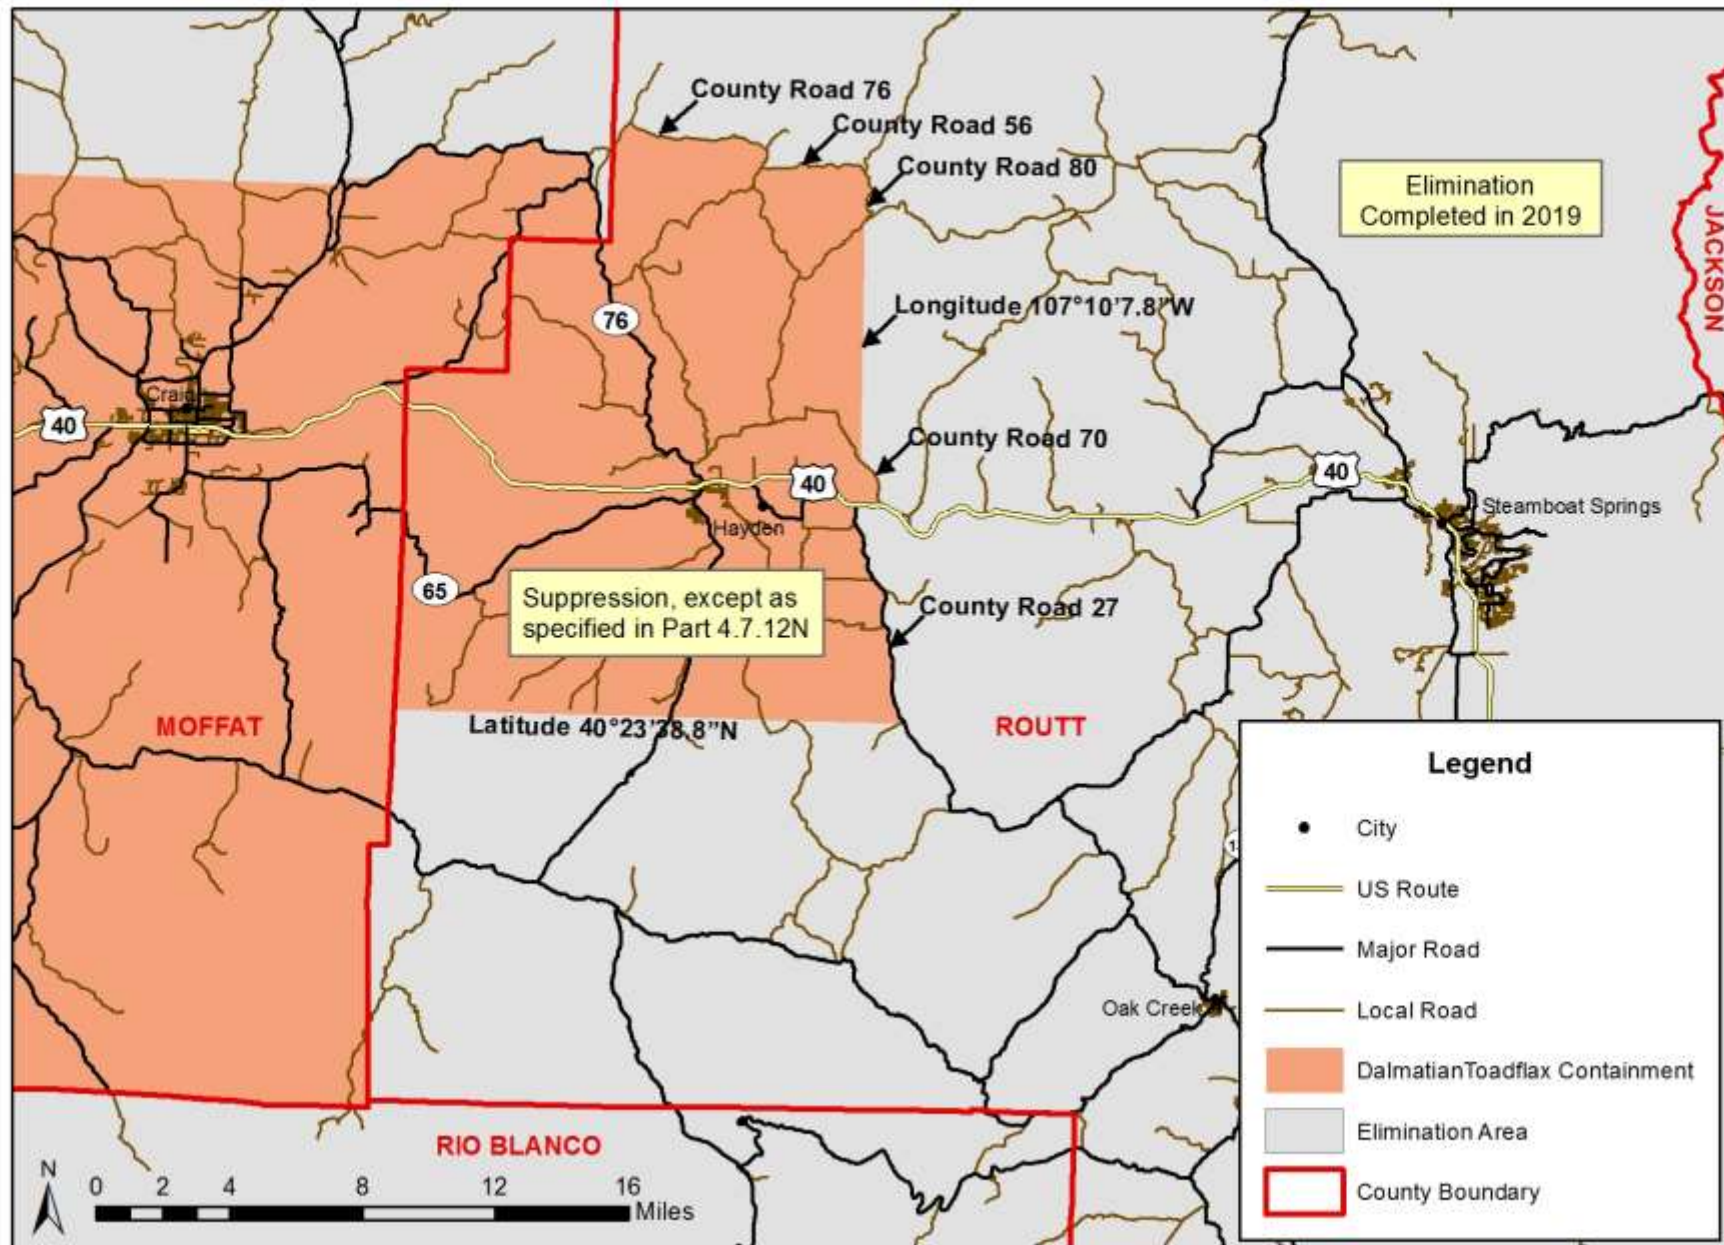 County Road 76
County Road 56
County Road 80
Elimination
Completed in 2019
JACKSON
Longitude 107°10'7.8"W
76
Craig
40
County Road 70
40
40
Steamboat Springs
Hayden
65
Suppression, except as
specified in Part 4.7.12N
County Road 27
MOFFAT
Latitude 40°23'38.8"N
ROUTT
Legend
City
US Route
Major Road
Local Road
DalmatianToadflax Containment
Elimination Area
County Boundary
Oak Creek
RIO BLANCO
N
0 2 4 8 12 16
Miles